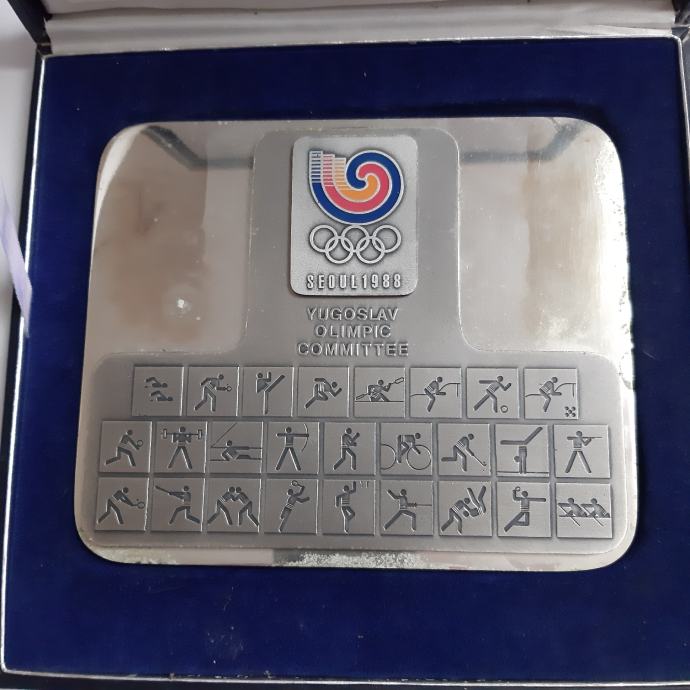 SEOUL1988
YUGOSLAV
OLIMPIC
COMMITTEE